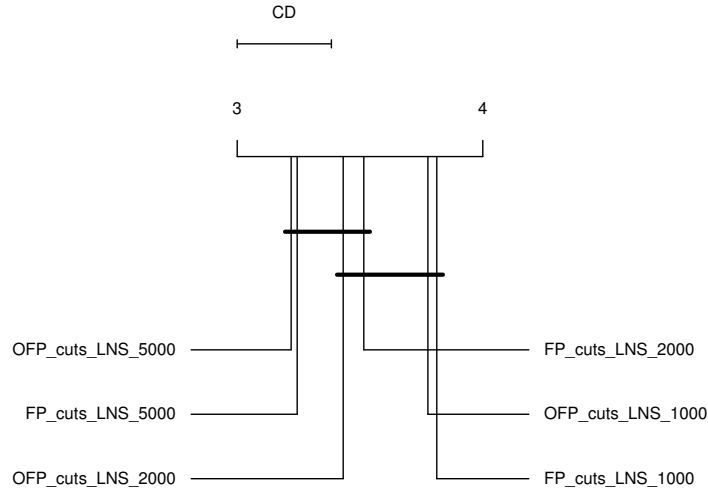 CD
3 4
OFP_cuts_LNS_5000 FP_cuts_LNS_2000
FP_cuts_LNS_5000 OFP_cuts_LNS_1000
OFP_cuts_LNS_2000 FP_cuts_LNS_1000